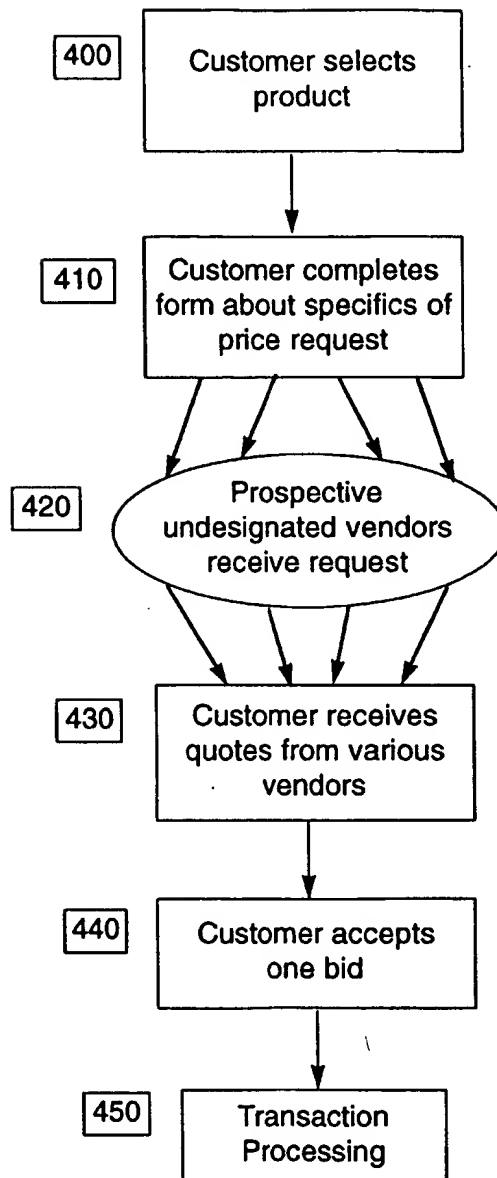 400
Customer selects
product
410
Customer completes
form about specifics of
price request
420
Prospective
undesignated vendors
receive request
430
Customer receives
quotes from various
vendors
440
Customer accepts
one bid
450
Transaction
Processing